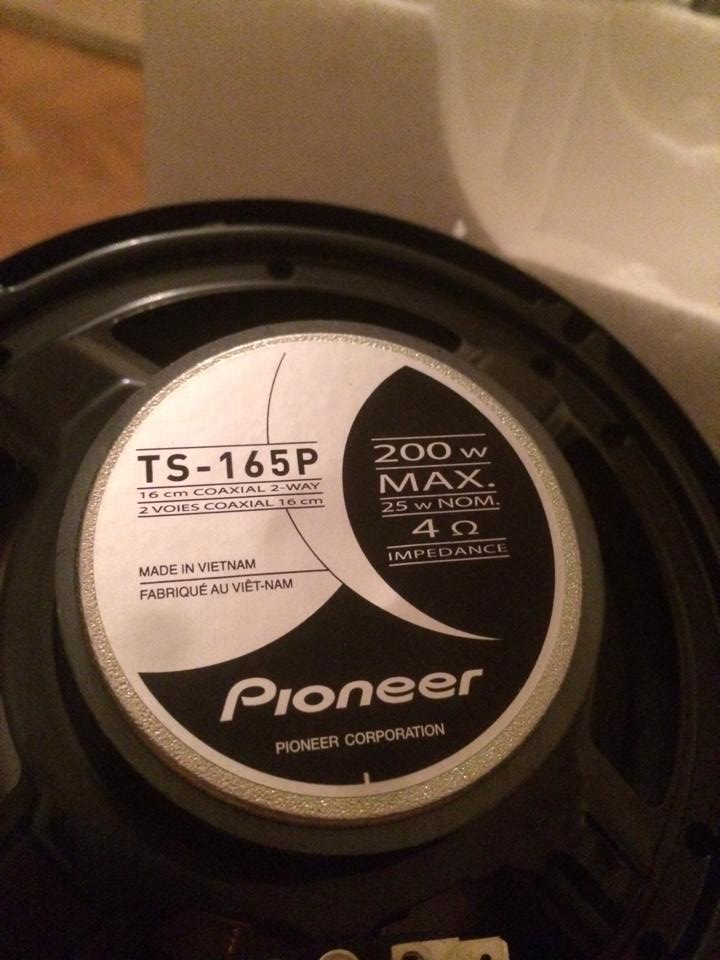 TS-165P
16 cm COAXIAL 2-WAY
2 VOIES COAXIAL 16 cm
MADE IN VIETNAM
FABRIQUÉ AU VIÊT-NAM
200 W
MAX.
25 W NOM.
4 Ω
IMPEDANCE
Pioneer
PIONEER CORPORATION